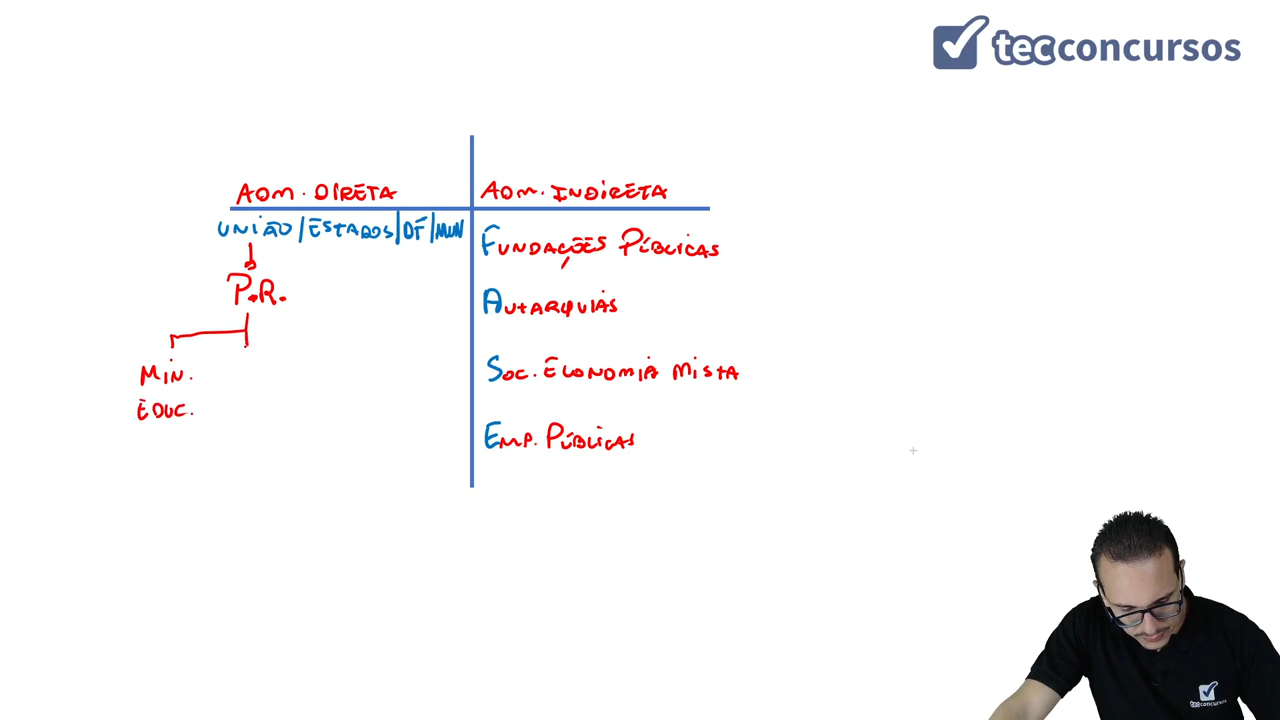 tecconcursos
ADM. DIRETA
ADM. INDIRETA
UNIÃO/ESTADOS/DF/MUN
FUNDAÇÕES PÚBLICAS
P.R.
AUTARQUIAS
MIN.
EDUC.
SOC. ECONOMIA MISTA
EMP. PÚBLICAS
tecconcursos